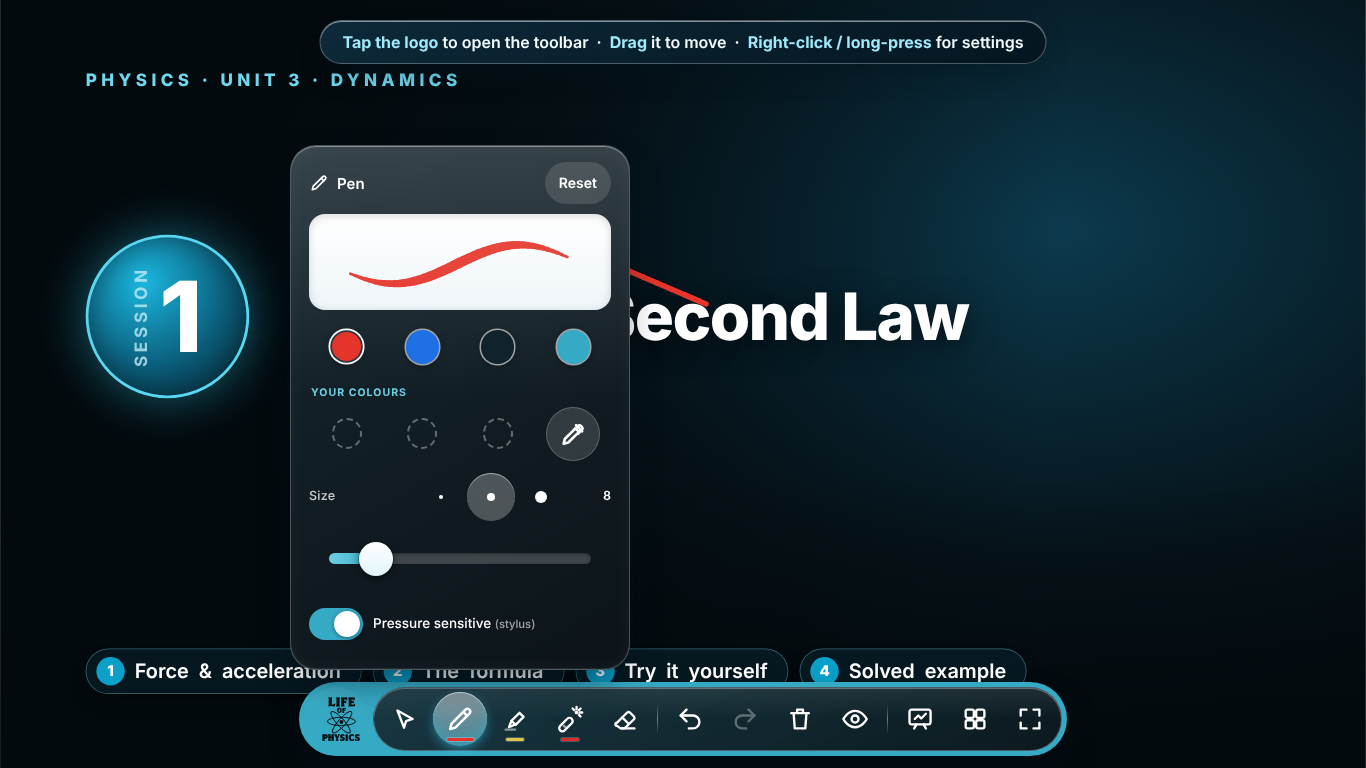 Tap the logo to open the toolbar · Drag it to move · Right-click / long-press for settings
PHYSICS · UNIT 3 · DYNAMICS
Pen
Reset
SESSION
1
Second Law
YOUR COLOURS
Size
8
Pressure sensitive (stylus)
1 Force & acceleration
2 The formula
3 Try it yourself
4 Solved example
LIFE
OF
PHYSICS